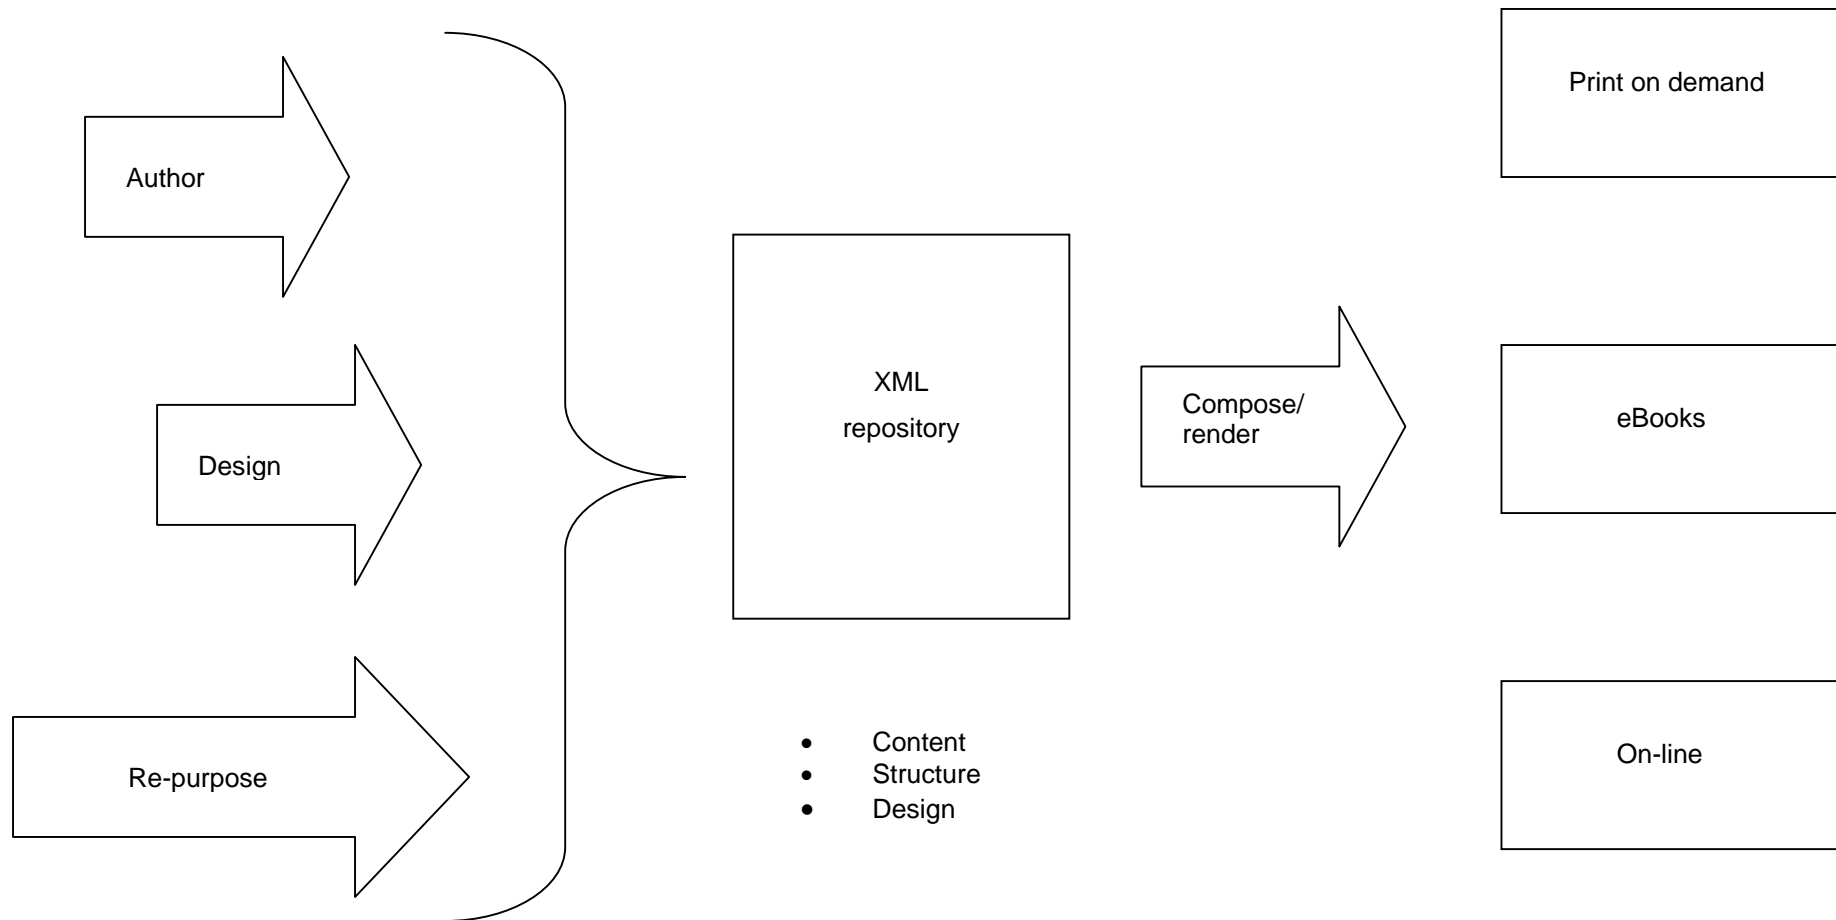 Author
Design
Re-purpose
XML
repository
• Content
• Structure
• Design
Compose/
render
Print on demand
eBooks
On-line